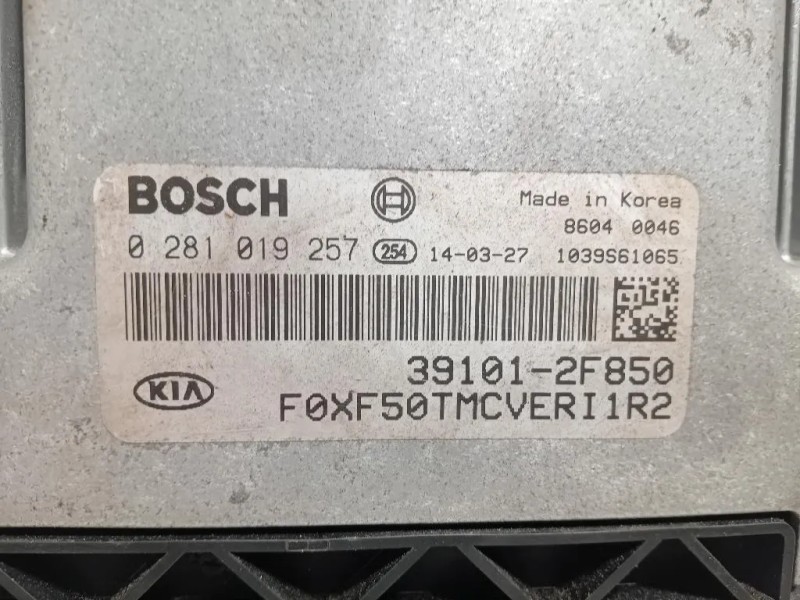 BOSCH
Made in Korea
8604 0046
0 281 019 257 254 14-03-27 1039S61065
39101-2F850
KIA
F0XF50TMCVERI1R2